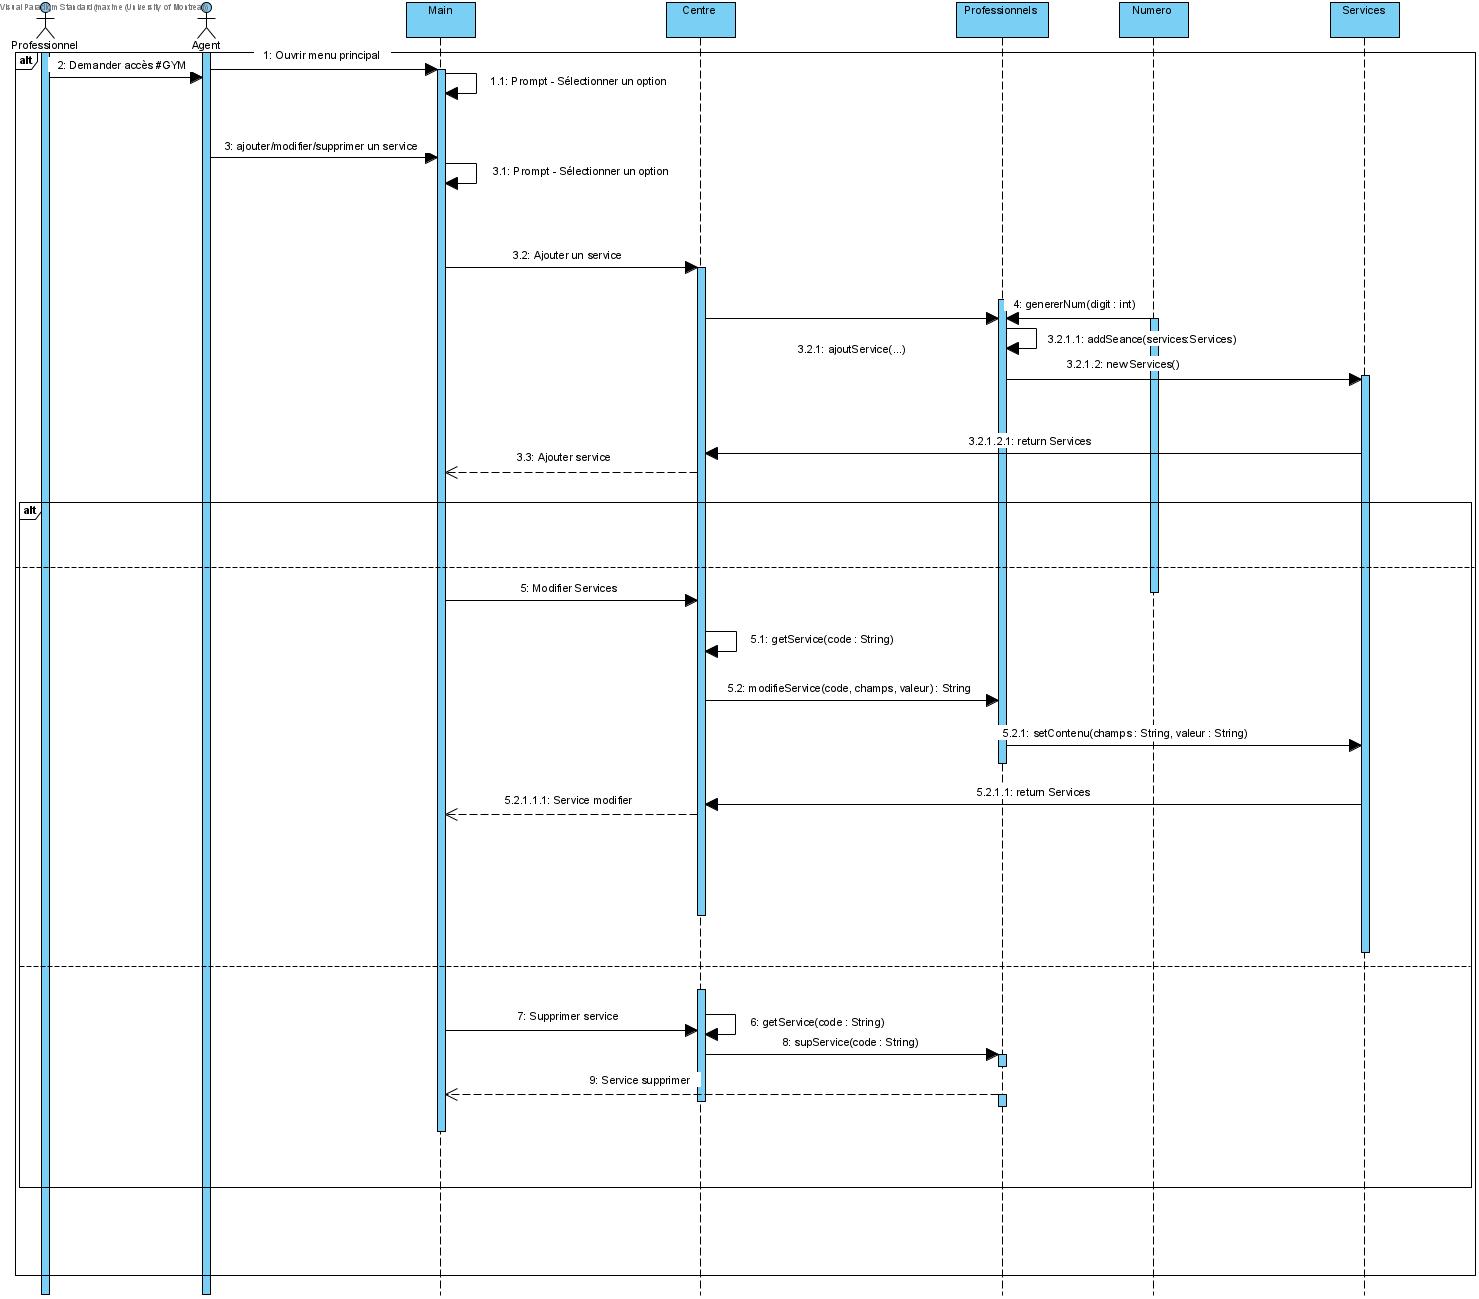 Visual Paradigm Standard(maxime (University of Montreal))
Main
Centre
Professionnels
Numero
Services
Professionnel
Agent
alt
1: Ouvrir menu principal
2: Demander accès #GYM
1.1: Prompt - Sélectionner un option
3: ajouter/modifier/supprimer un service
3.1: Prompt - Sélectionner un option
3.2: Ajouter un service
4: genererNum(digit : int)
3.2.1: ajoutService(...)
3.2.1.1: addSeance(services:Services)
3.2.1.2: newServices()
3.2.1.2.1: return Services
3.3: Ajouter service
alt
5: Modifier Services
5.1: getService(code : String)
5.2: modifieService(code, champs, valeur) : String
5.2.1: setContenu(champs : String, valeur : String)
5.2.1.1: return Services
5.2.1.1.1: Service modifier
7: Supprimer service
6: getService(code : String)
8: supService(code : String)
9: Service supprimer